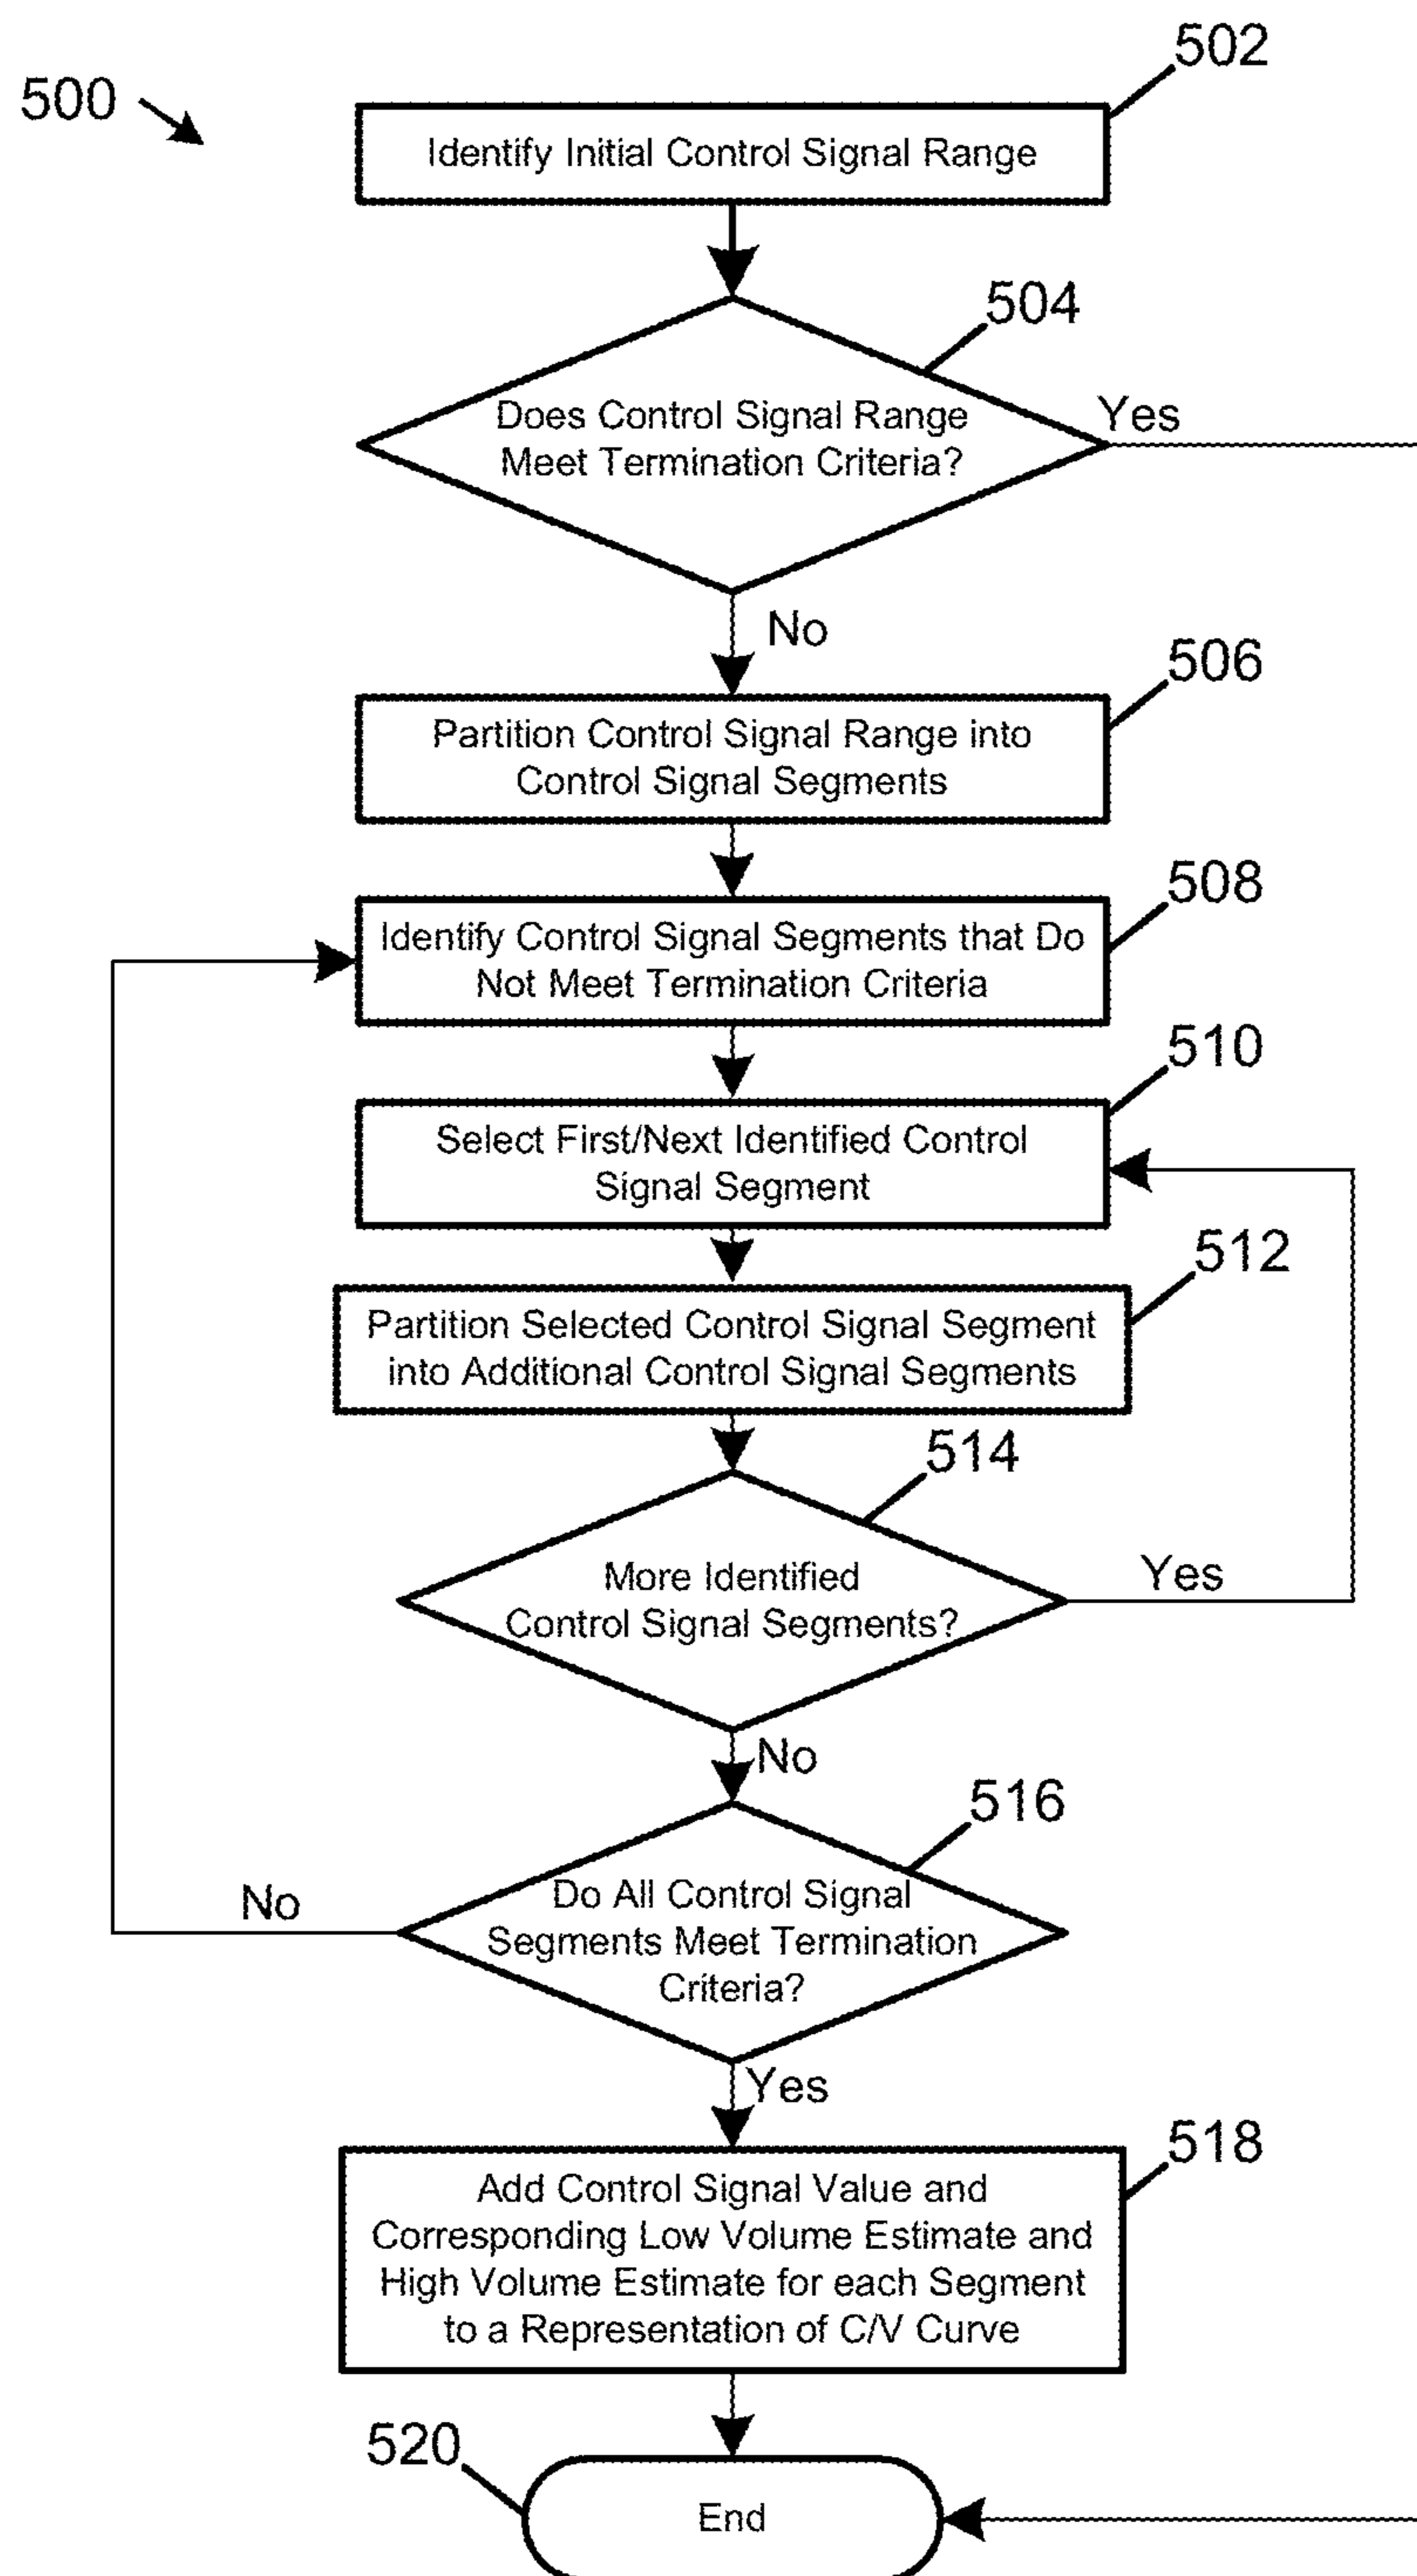 502
500
Identify Initial Control Signal Range
504
Does Control Signal Range
Meet Termination Criteria?
Yes
No
506
Partition Control Signal Range into
Control Signal Segments
508
Identify Control Signal Segments that Do
Not Meet Termination Criteria
510
Select First/Next Identified Control
Signal Segment
512
Partition Selected Control Signal Segment
into Additional Control Signal Segments
514
More Identified
Control Signal Segments?
Yes
No
516
Do All Control Signal
Segments Meet Termination
Criteria?
No
Yes
518
Add Control Signal Value and
Corresponding Low Volume Estimate and
High Volume Estimate for each Segment
to a Representation of C/V Curve
520
End